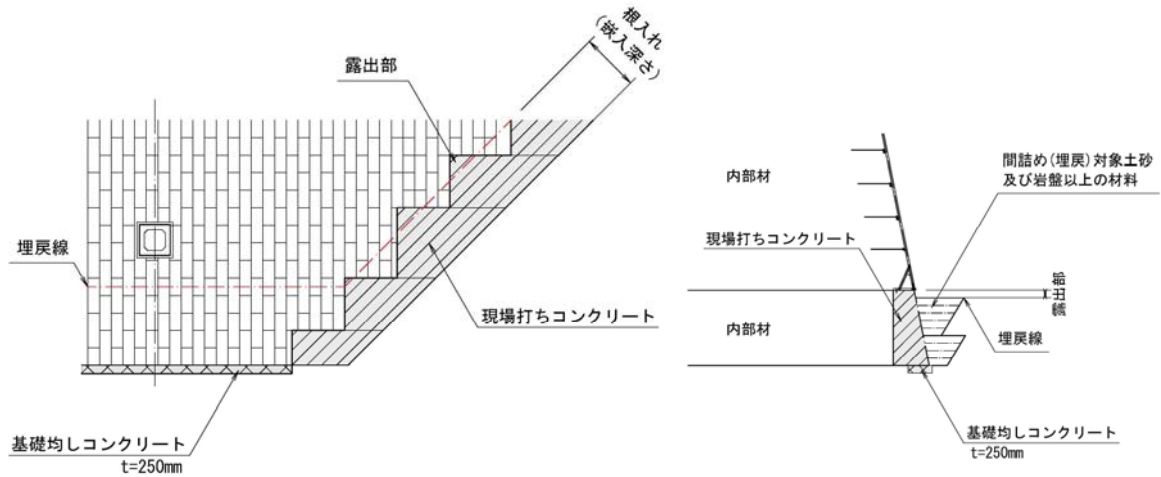 根入れ
(嵌入深さ)
露出部
埋戻線
現場打ちコンクリート
基礎均しコンクリート
t=250mm
内部材
間詰め(埋戻)対象土砂
及び岩盤以上の材料
現場打ちコンクリート
露出部
内部材
埋戻線
基礎均しコンクリート
t=250mm